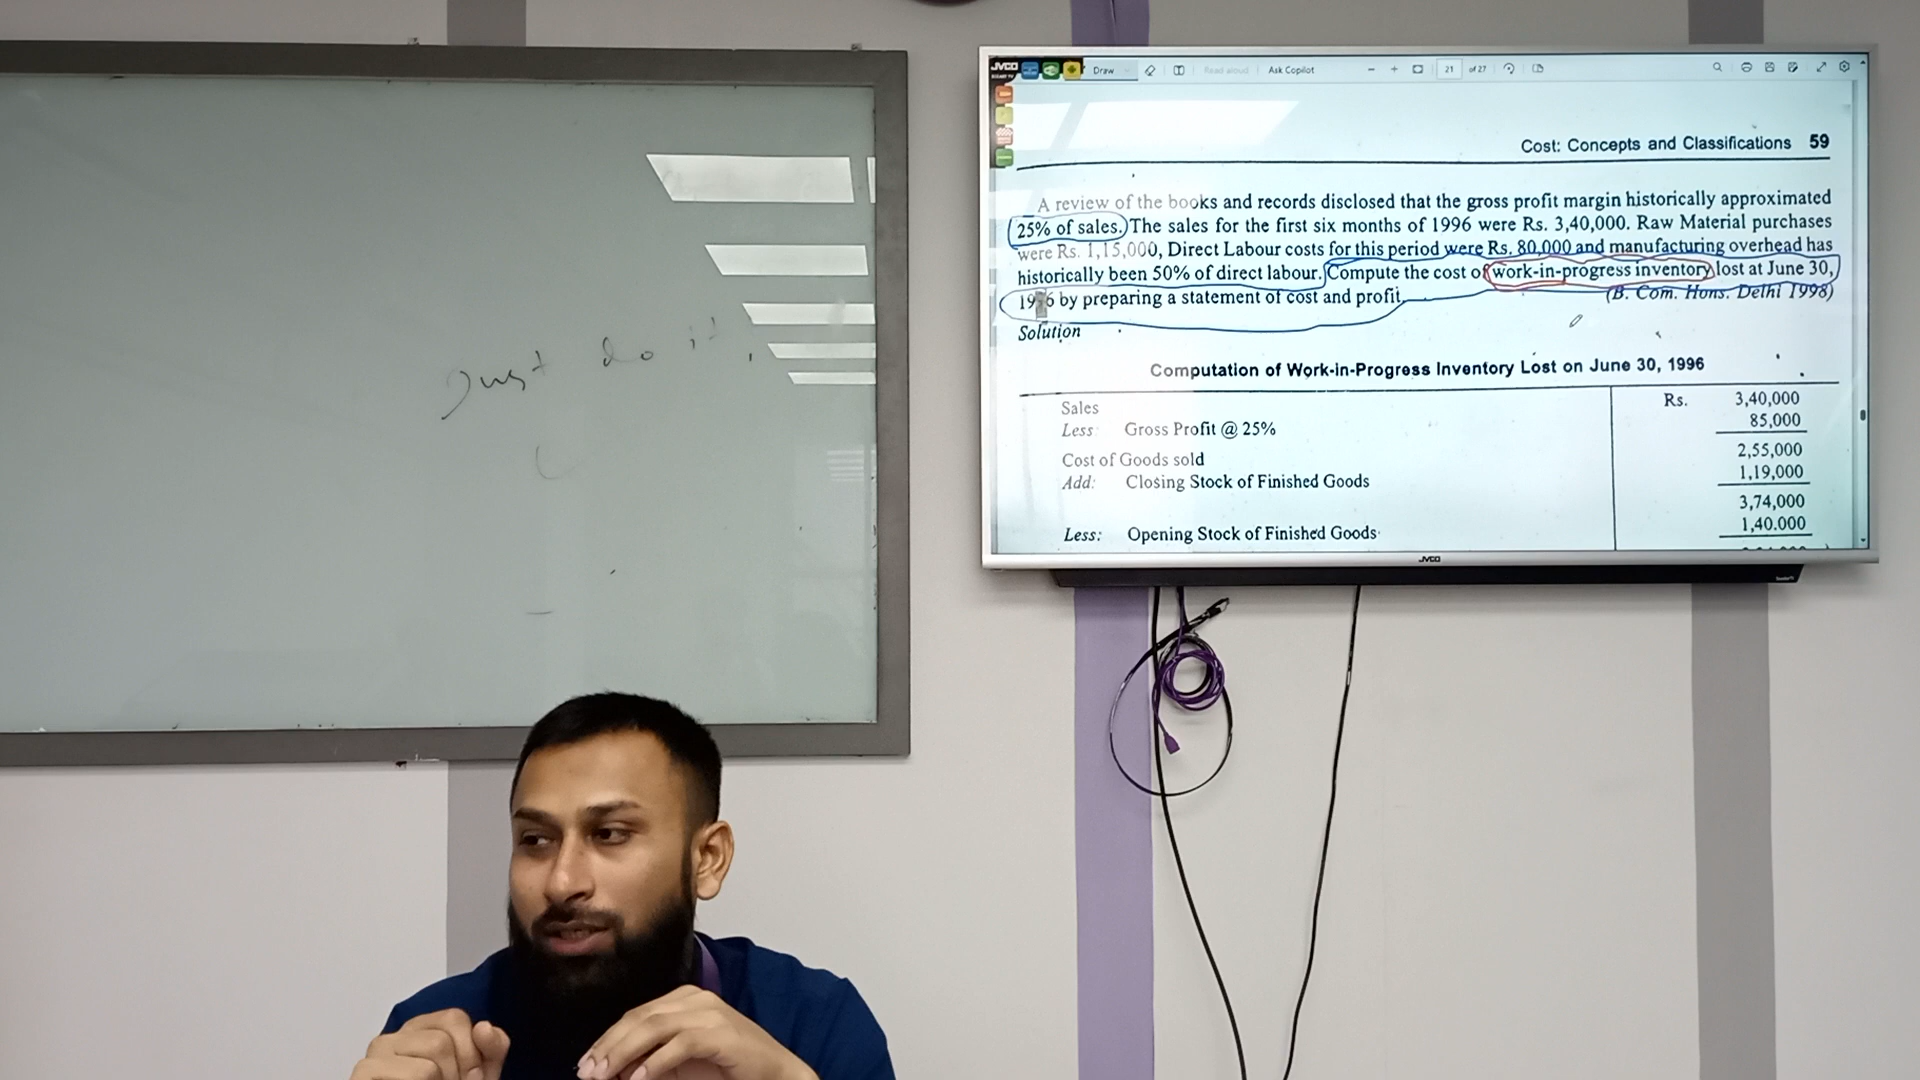 Just do it,
JVCO
Draw
Read aloud
Ask Copilot
21 of 27
Cost: Concepts and Classifications 59
A review of the books and records disclosed that the gross profit margin historically approximated
25% of sales. The sales for the first six months of 1996 were Rs. 3,40,000. Raw Material purchases
were Rs. 1,15,000, Direct Labour costs for this period were Rs. 80,000 and manufacturing overhead has
historically been 50% of direct labour. Compute the cost of work-in-progress inventory lost at June 30,
1996 by preparing a statement of cost and profit.
(B. Com. Hons. Delhi 1998)
Solution
Computation of Work-in-Progress Inventory Lost on June 30, 1996
Sales Rs. 3,40,000
Less: Gross Profit @ 25% 85,000
Cost of Goods sold 2,55,000
Add: Closing Stock of Finished Goods 1,19,000
3,74,000
Less: Opening Stock of Finished Goods 1,40.000
JVCO